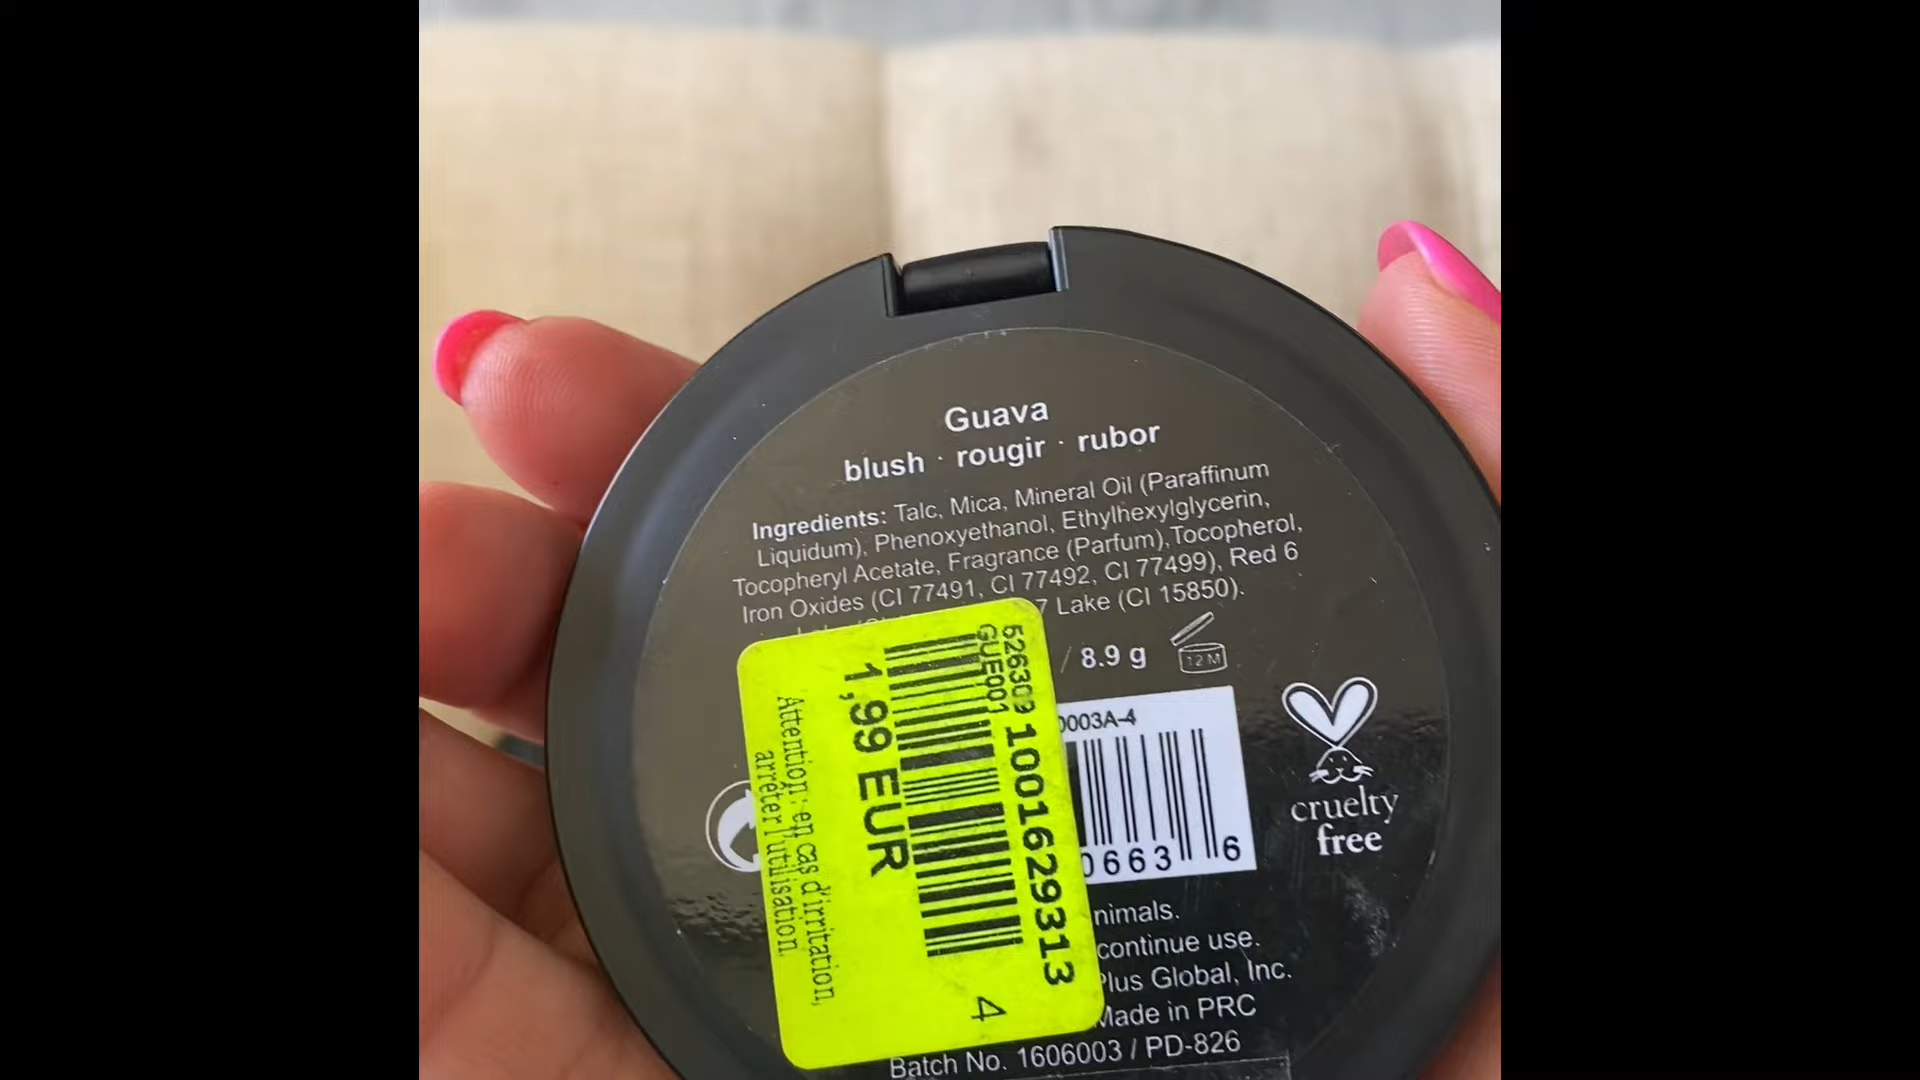 Guava
blush · rougir · rubor
Ingredients: Talc, Mica, Mineral Oil (Paraffinum
Liquidum), Phenoxyethanol, Ethylhexylglycerin,
Tocopheryl Acetate, Fragrance (Parfum), Tocopherol,
Iron Oxides (CI 77491, CI 77492, CI 77499), Red 6
7 Lake (CI 15850).
/ 8.9 g
12 M
0003A-4
0663 6
cruelty
free
526309
GUE001
1001629313
1,99 EUR
Attention: en cas d'irritation,
arrêter l'utilisation.
4
nimals.
continue use.
Plus Global, Inc.
Made in PRC
Batch No. 1606003 / PD-826